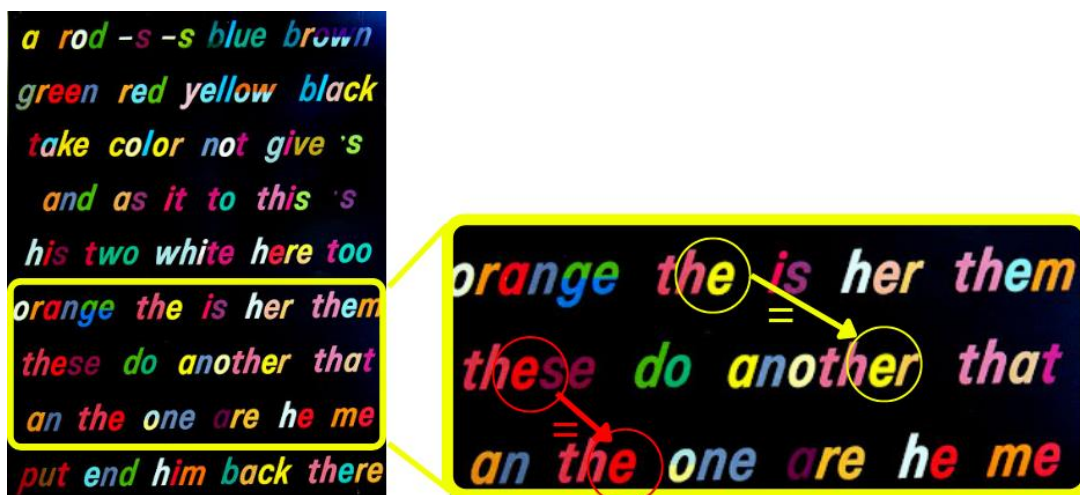 a rod -s -s blue brown
green red yellow black
take color not give 's
and as it to this 's
his two white here too
orange the is her them
these do another that
an the one are he me
put end him back there
orange the is her them
=
these do another that
=
an the one are he me